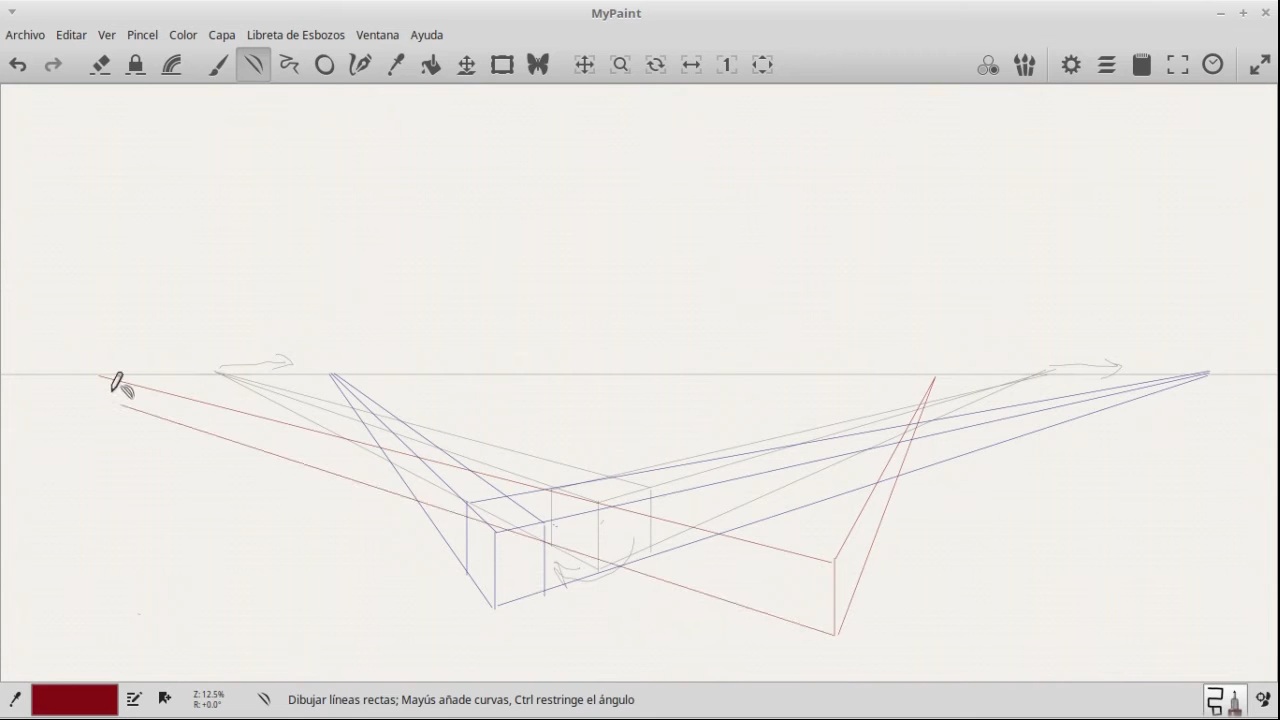 MyPaint
Archivo Editar Ver Pincel Color Capa Libreta de Esbozos Ventana Ayuda
1
Z: 12.5%
R: +0.0°
Dibujar líneas rectas; Mayús añade curvas, Ctrl restringe el ángulo